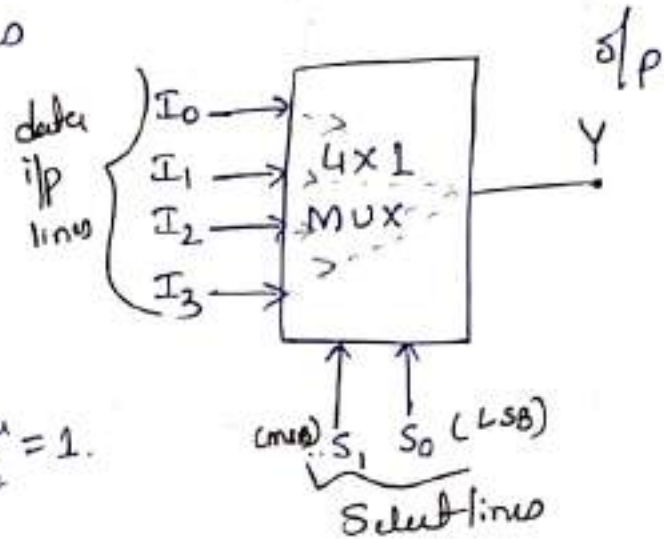 o/p
data
i/p
lines
I0
I1
I2
I3
4X1
MUX
Y
= 1.
(MSB) S1 S0 (LSB)
Select lines